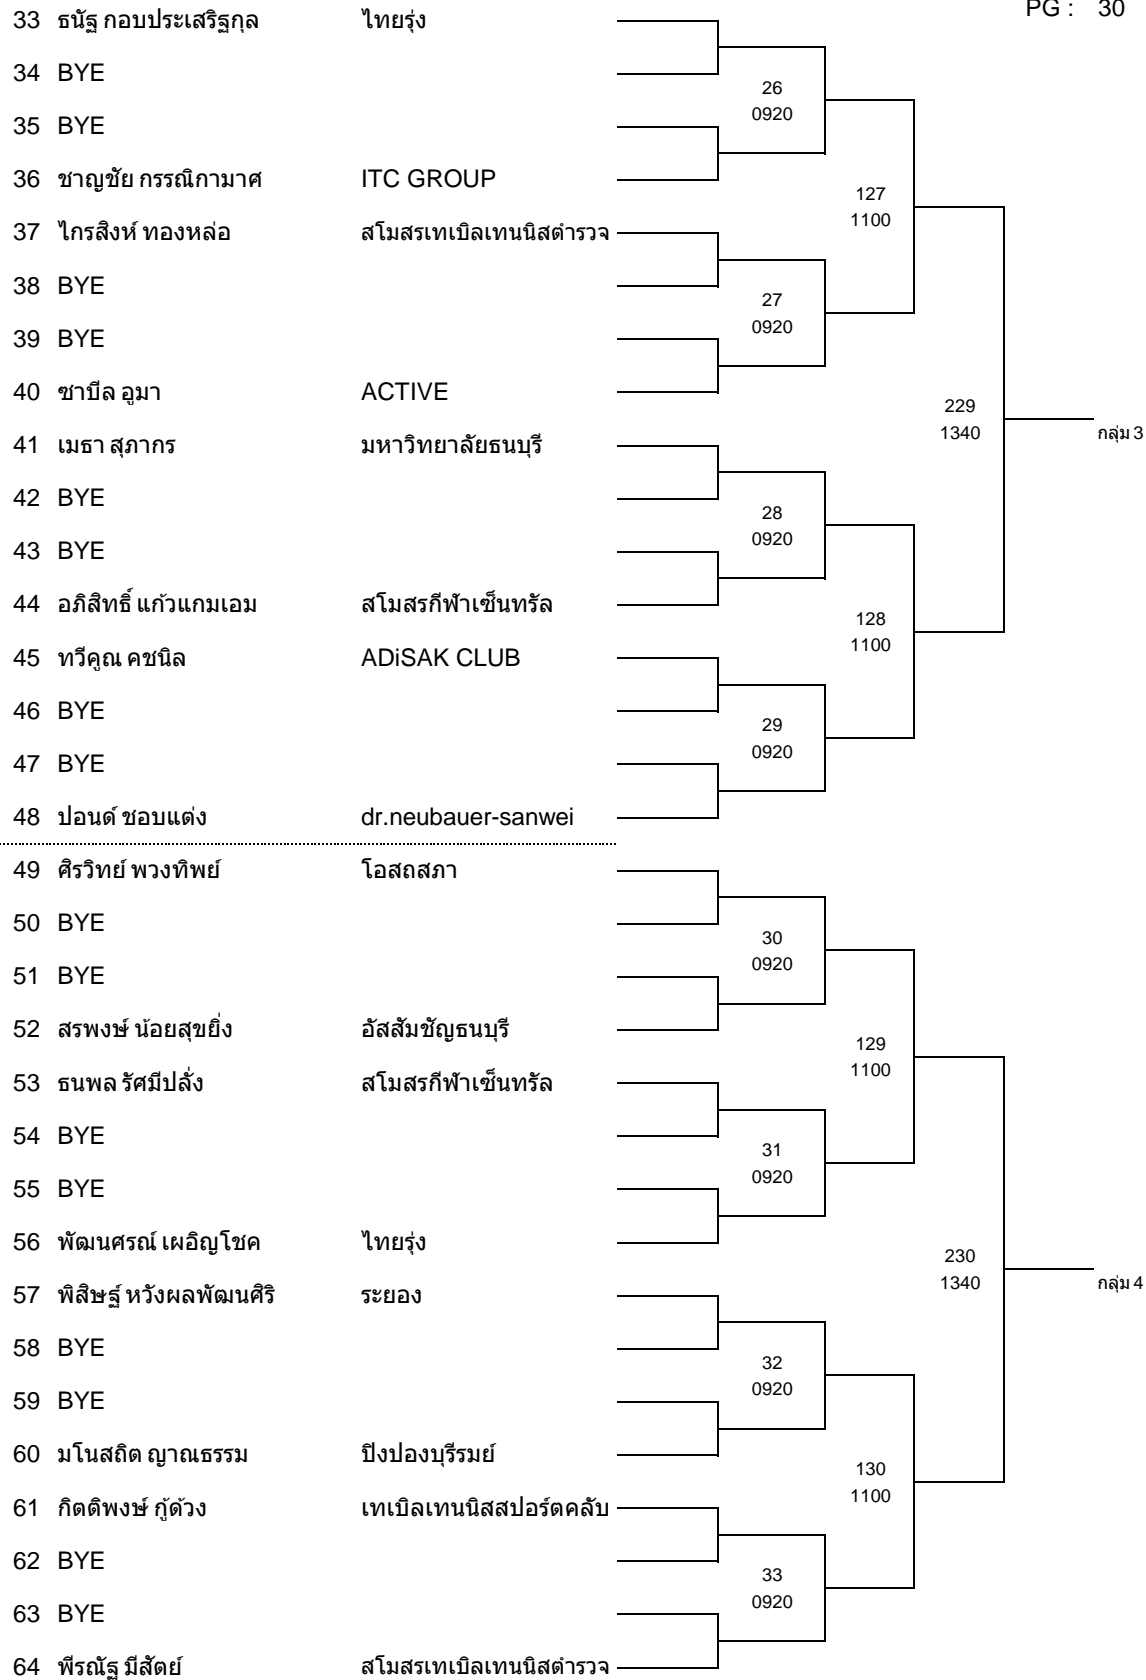 PG : 30
33 ธนัฐ กอบประเสริฐกุล ไทยรุ่ง
34 BYE
26
0920
35 BYE
36 ชาญชัย กรรณิกามาศ ITC GROUP
127
1100
37 ไกรสิงห์ ทองหล่อ สโมสรเทเบิลเทนนิสตำรวจ
38 BYE
27
0920
39 BYE
40 ซาบีล อูมา ACTIVE
229
1340
กลุ่ม 3
41 เมธา สุภากร มหาวิทยาลัยธนบุรี
42 BYE
28
0920
43 BYE
44 อภิสิทธิ์ แก้วแกมเอม สโมสรกีฬาเซ็นทรัล
128
1100
45 ทวีคูณ คชนิล ADiSAK CLUB
46 BYE
29
0920
47 BYE
48 ปอนด์ ชอบแต่ง dr.neubauer-sanwei
49 ศิรวิทย์ พวงทิพย์ โอสถสภา
50 BYE
30
0920
51 BYE
52 สรพงษ์ น้อยสุขยิ่ง อัสสัมชัญธนบุรี
129
1100
53 ธนพล รัศมีปลั่ง สโมสรกีฬาเซ็นทรัล
54 BYE
31
0920
55 BYE
56 พัฒนศรณ์ เผอิญโชค ไทยรุ่ง
230
1340
กลุ่ม 4
57 พิสิษฐ์ หวังผลพัฒนศิริ ระยอง
58 BYE
32
0920
59 BYE
60 มโนสถิต ญาณธรรม ปิงปองบุรีรมย์
130
1100
61 กิตติพงษ์ กู้ด้วง เทเบิลเทนนิสสปอร์ตคลับ
62 BYE
33
0920
63 BYE
64 พีรณัฐ มีสัตย์ สโมสรเทเบิลเทนนิสตำรวจ